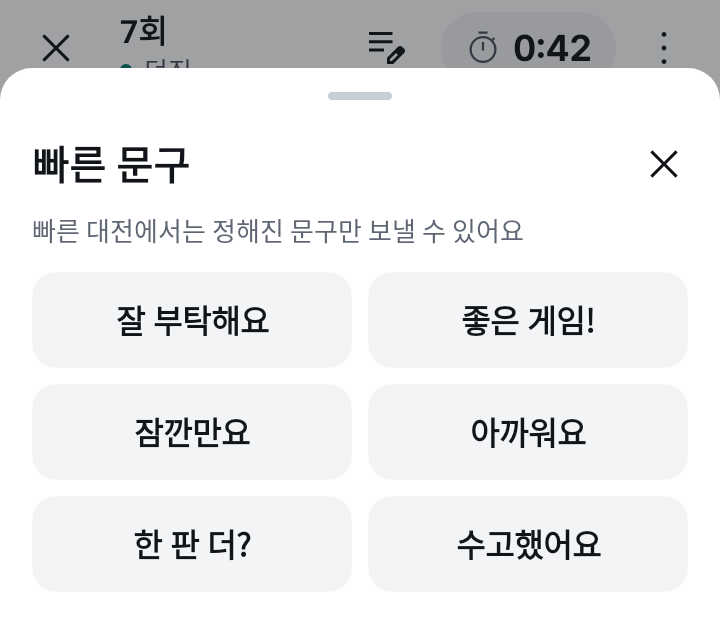 7회
0:42
빠른 문구
빠른 대전에서는 정해진 문구만 보낼 수 있어요
잘 부탁해요
좋은 게임!
잠깐만요
아까워요
한 판 더?
수고했어요